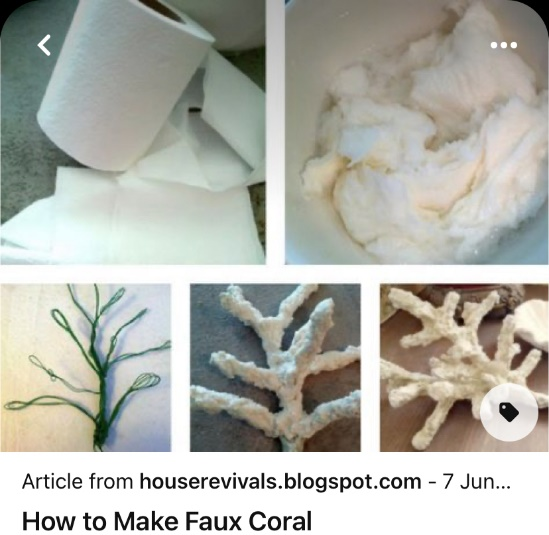 Article from houserevivals.blogspot.com - 7 Jun...
How to Make Faux Coral